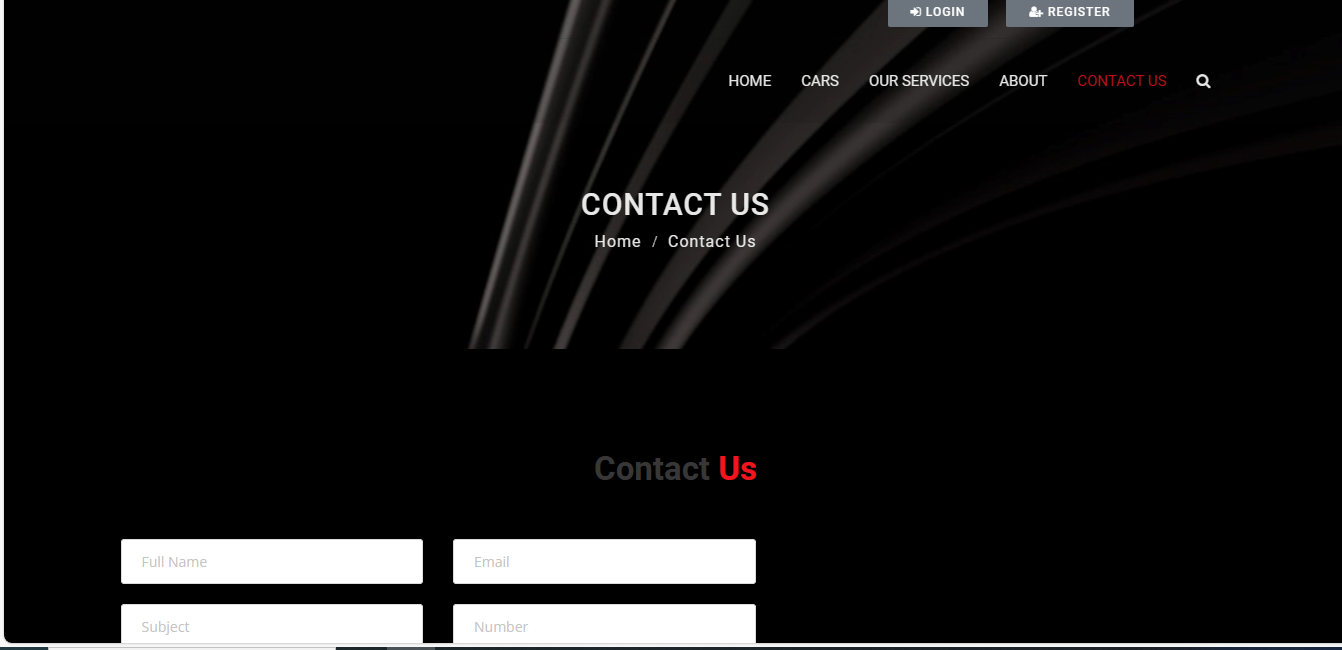 LOGIN REGISTER
HOME CARS OUR SERVICES ABOUT CONTACT US
CONTACT US
Home / Contact Us
Contact Us
Full Name Email
Subject Number